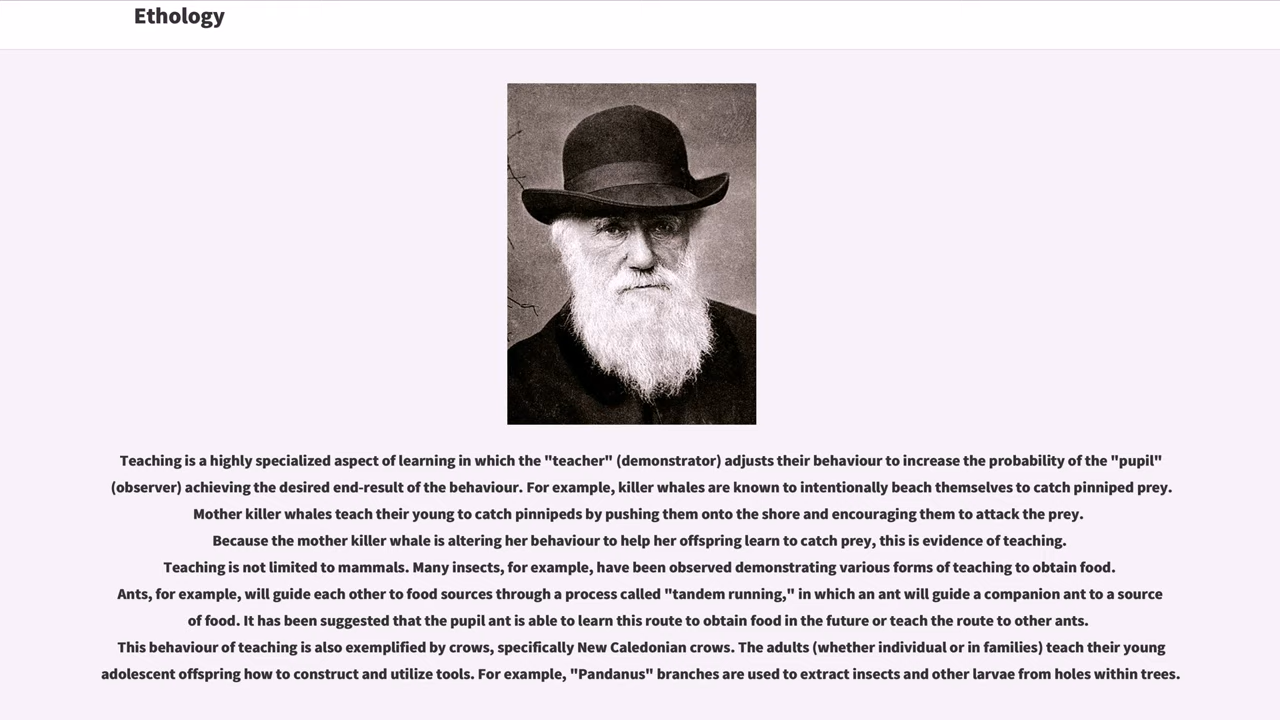 Ethology
Teaching is a highly specialized aspect of learning in which the "teacher" (demonstrator) adjusts their behaviour to increase the probability of the "pupil"
(observer) achieving the desired end-result of the behaviour. For example, killer whales are known to intentionally beach themselves to catch pinniped prey.
Mother killer whales teach their young to catch pinnipeds by pushing them onto the shore and encouraging them to attack the prey.
Because the mother killer whale is altering her behaviour to help her offspring learn to catch prey, this is evidence of teaching.
Teaching is not limited to mammals. Many insects, for example, have been observed demonstrating various forms of teaching to obtain food.
Ants, for example, will guide each other to food sources through a process called "tandem running," in which an ant will guide a companion ant to a source
of food. It has been suggested that the pupil ant is able to learn this route to obtain food in the future or teach the route to other ants.
This behaviour of teaching is also exemplified by crows, specifically New Caledonian crows. The adults (whether individual or in families) teach their young
adolescent offspring how to construct and utilize tools. For example, "Pandanus" branches are used to extract insects and other larvae from holes within trees.